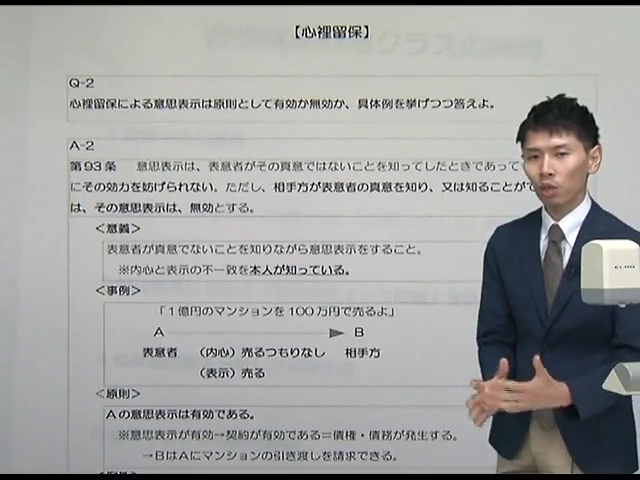 【心裡留保】
Q-2
心裡留保による意思表示は原則として有効か無効か、具体例を挙げつつ答えよ。
A-2
第93条 意思表示は、表意者がその真意ではないことを知ってしたときであって
にその効力を妨げられない。ただし、相手方が表意者の真意を知り、又は知ることがで
は、その意思表示は、無効とする。
＜意義＞
表意者が真意でないことを知りながら意思表示をすること。
※内心と表示の不一致を本人が知っている。
＜事例＞
「1億円のマンションを100万円で売るよ」
A B
表意者 （内心）売るつもりなし 相手方
（表示）売る
＜原則＞
Aの意思表示は有効である。
※意思表示が有効→契約が有効である＝債権・債務が発生する。
→BはAにマンションの引き渡しを請求できる。
ELMO